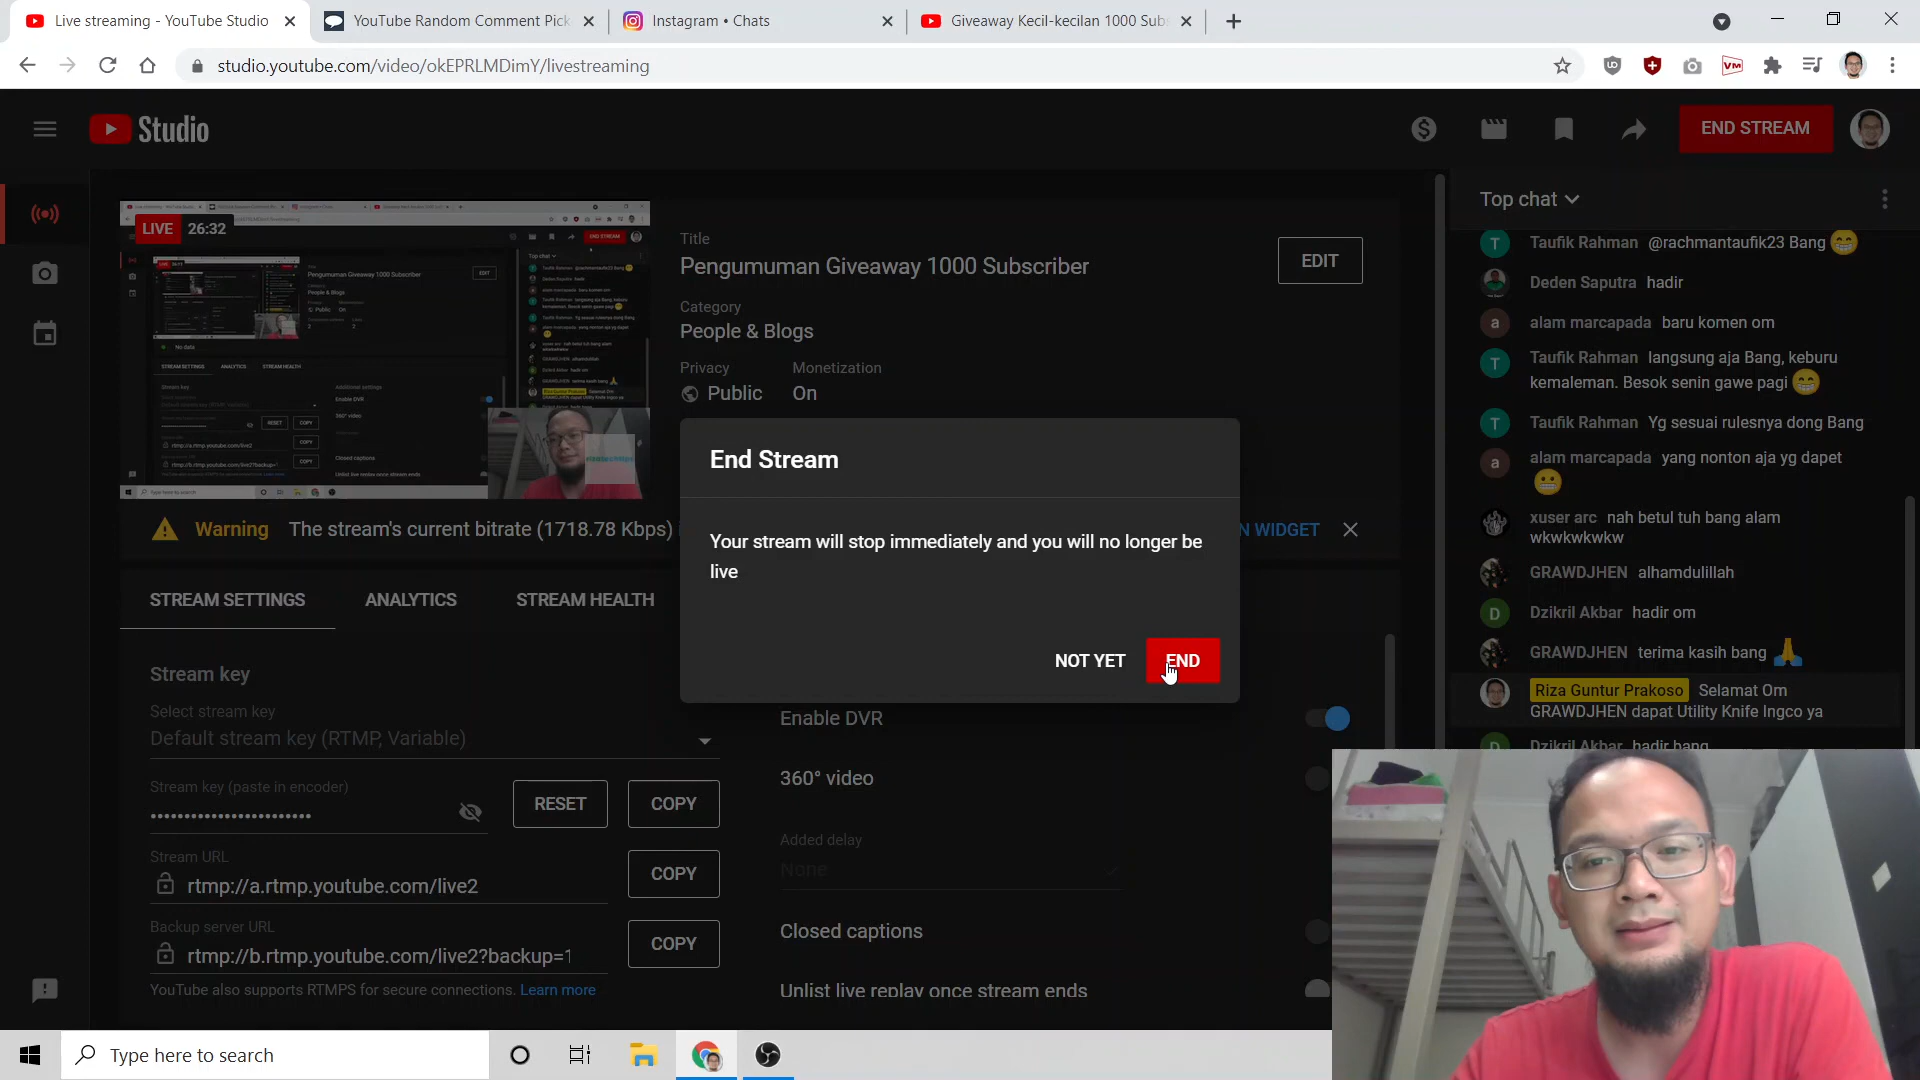 Live streaming - YouTube Studio
YouTube Random Comment Pick
Instagram • Chats
Giveaway Kecil-kecilan 1000 Sub
studio.youtube.com/video/okEPRLMDimY/livestreaming
Studio
END STREAM
LIVE 26:32
Title
Pengumuman Giveaway 1000 Subscriber
EDIT
Category
People & Blogs
Privacy
Monetization
Public
On
Warning
The stream's current bitrate (1718.78 Kbps)
N WIDGET
STREAM SETTINGS
ANALYTICS
STREAM HEALTH
End Stream
Your stream will stop immediately and you will no longer be
live
NOT YET
END
Stream key
Select stream key
Default stream key (RTMP, Variable)
Stream key (paste in encoder)
••••••••••••••••••••••••
RESET
COPY
Stream URL
rtmp://a.rtmp.youtube.com/live2
COPY
Backup server URL
rtmp://b.rtmp.youtube.com/live2?backup=1
COPY
YouTube also supports RTMPS for secure connections. Learn more
Enable DVR
360° video
Added delay
None
Closed captions
Unlist live replay once stream ends
Top chat
Taufik Rahman @rachmantaufik23 Bang 😁
Deden Saputra hadir
alam marcapada baru komen om
Taufik Rahman langsung aja Bang, keburu
kemaleman. Besok senin gawe pagi 😁
Taufik Rahman Yg sesuai rulesnya dong Bang
alam marcapada yang nonton aja yg dapet
😬
xuser arc nah betul tuh bang alam
wkwkwkwkw
GRAWDJHEN alhamdulillah
Dzikril Akbar hadir om
GRAWDJHEN terima kasih bang 🙏
Riza Guntur Prakoso Selamat Om
GRAWDJHEN dapat Utility Knife Ingco ya
Dzikril Akbar hadir bang
Type here to search